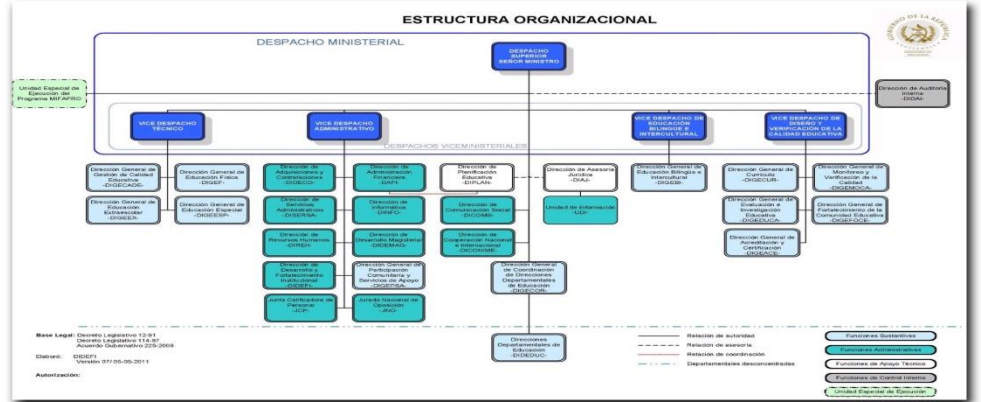 ESTRUCTURA ORGANIZACIONAL
GOBIERNO DE LA REPÚBLICA
DESPACHO MINISTERIAL
DESPACHO
SUPERIOR
SEÑOR MINISTRO
Unidad Especial de
Ejecución del
Programa MIFAPRO
Dirección de Auditoría
Interna
-DIDAI-
VICE DESPACHO
TÉCNICO
VICE DESPACHO
ADMINISTRATIVO
VICE DESPACHO DE
EDUCACIÓN
BILINGÜE E
INTERCULTURAL
VICE DESPACHO DE
DISEÑO Y
VERIFICACIÓN DE LA
CALIDAD EDUCATIVA
DESPACHOS VICEMINISTERIALES
Dirección General de
Gestión de Calidad
Educativa
-DIGECADE-
Dirección General de
Educación Física
-DIGEF-
Dirección General de
Educación
Extraescolar
-DIGEEX-
Dirección General de
Educación Especial
-DIGEESP-
Dirección de
Adquisiciones y
Contrataciones
-DIDECO-
Dirección de
Administración
Financiera
-DAFI-
Dirección de
Servicios
Administrativos
-DISERSA-
Dirección de
Informática
-DINFO-
Dirección de
Recursos Humanos
-DIREH-
Dirección de
Desarrollo Magisterial
-DIDEMAG-
Dirección de
Desarrollo y
Fortalecimiento
Institucional
-DIDEFI-
Dirección General de
Participación
Comunitaria y
Servicios de Apoyo
-DIGEPSA-
Junta Calificadora de
Personal
-JCP-
Jurado Nacional de
Oposición
-JNO-
Dirección de
Planificación
Educativa
-DIPLAN-
Dirección de Asesoría
Jurídica
-DIAJ-
Dirección de
Comunicación Social
-DICOMS-
Unidad de Información
-UDI-
Dirección de
Cooperación Nacional
e Internacional
-DICONIME-
Dirección General
de Coordinación
de Direcciones
Departamentales
de Educación
-DIGECOR-
Direcciones
Departamentales de
Educación
-DIDEDUC-
Dirección General de
Educación Bilingüe e
Intercultural
-DIGEBI-
Dirección General de
Currículo
-DIGECUR-
Dirección General de
Monitoreo y
Verificación de la
Calidad
-DIGEMOCA-
Dirección General de
Evaluación e
Investigación
Educativa
-DIGEDUCA-
Dirección General de
Fortalecimiento de la
Comunidad Educativa
-DIGEFOCE-
Dirección General de
Acreditación y
Certificación
-DIGEACE-
Base Legal: Decreto Legislativo 12-91
Decreto Legislativo 114-97
Acuerdo Gubernativo 225-2008
Elaboró: DIDEFI
Versión 07/ 05-05-2011
Autorización:
Relación de autoridad
Relación de asesoría
Relación de coordinación
Departamentales desconcentradas
Funciones Sustantivas
Funciones Administrativas
Funciones de Apoyo Técnico
Funciones de Control Interno
Unidad Especial de Ejecución